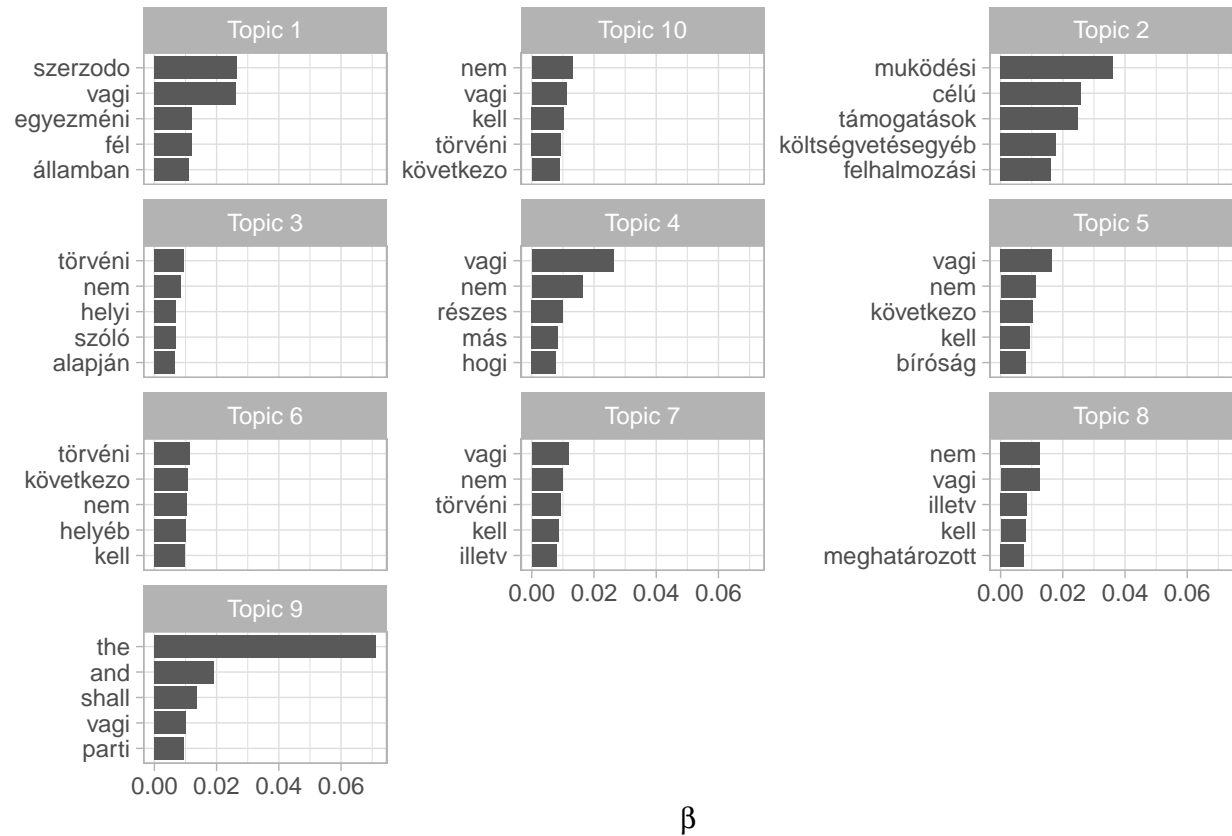 Topic 1
szerzodo
vagi
egyezméni
fél
államban
Topic 10
nem
vagi
kell
törvéni
következo
Topic 2
muködési
célú
támogatások
költségvetésegyéb
felhalmozási
Topic 3
törvéni
nem
helyi
szóló
alapján
Topic 4
vagi
nem
részes
más
hogi
Topic 5
vagi
nem
következo
kell
bíróság
Topic 6
törvéni
következo
nem
helyéb
kell
Topic 7
vagi
nem
törvéni
kell
illetv
0.00 0.02 0.04 0.06
Topic 8
nem
vagi
illetv
kell
meghatározott
0.00 0.02 0.04 0.06
Topic 9
the
and
shall
vagi
parti
0.00 0.02 0.04 0.06
β